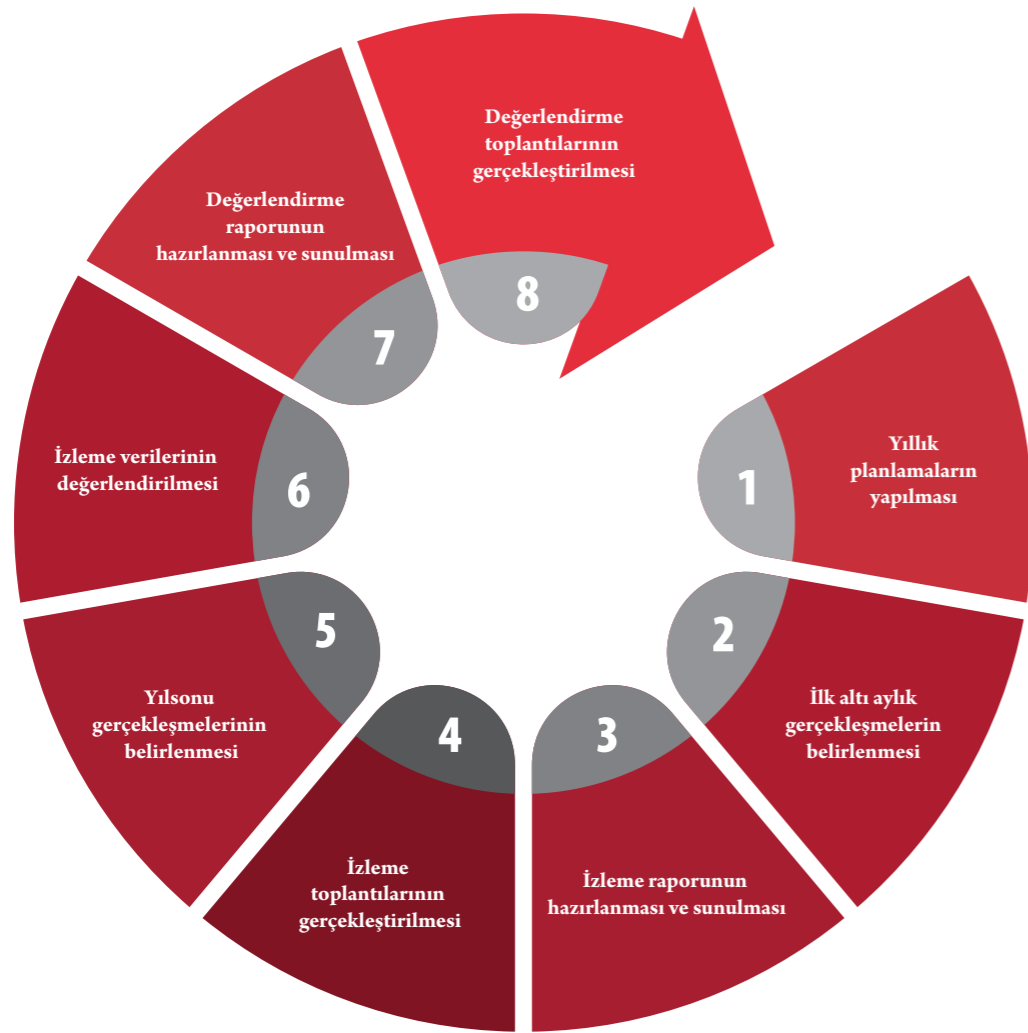 1
Yıllık
planlamaların
yapılması
2
İlk altı aylık
gerçekleşmelerin
belirlenmesi
3
İzleme raporunun
hazırlanması ve sunulması
4
İzleme
toplantılarının
gerçekleştirilmesi
5
Yılsonu
gerçekleşmelerinin
belirlenmesi
6
İzleme verilerinin
değerlendirilmesi
7
Değerlendirme
raporunun
hazırlanması ve sunulması
8
Değerlendirme
toplantılarının
gerçekleştirilmesi